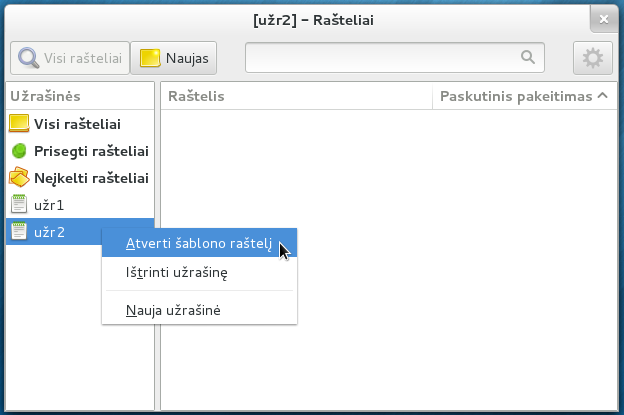 [užr2] – Rašteliai
Visi rašteliai
Naujas
Užrašinės
Raštelis
Paskutinis pakeitimas
Visi rašteliai
Prisegti rašteliai
Neįkelti rašteliai
užr1
užr2
Atverti šablono raštelį
Ištrinti užrašinę
Nauja užrašinė